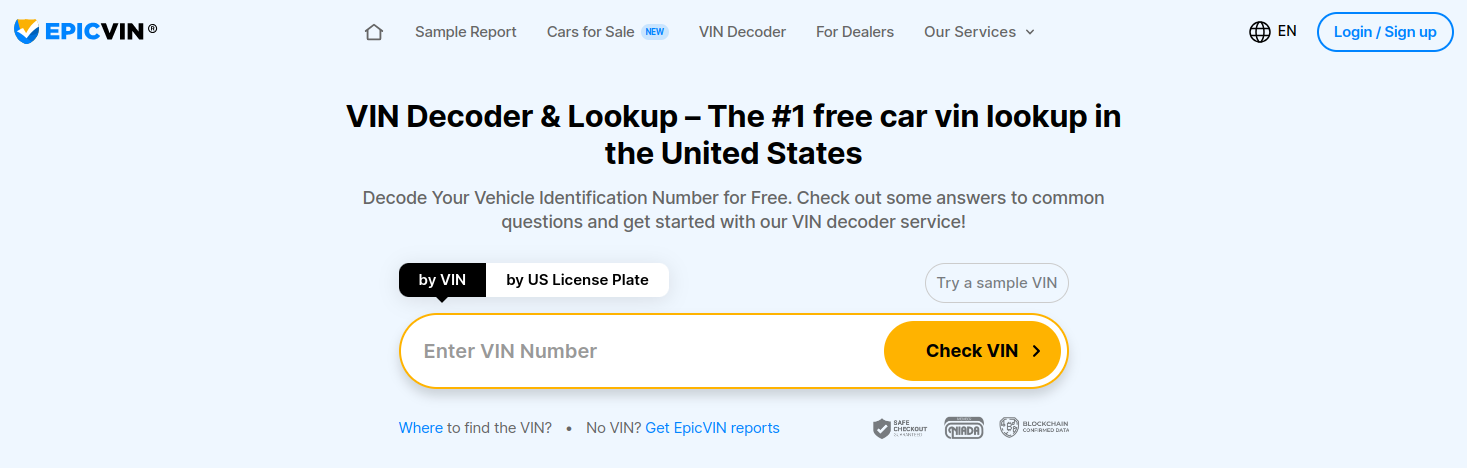 EPICVIN®
Sample Report
Cars for Sale NEW
VIN Decoder
For Dealers
Our Services
EN
Login / Sign up
VIN Decoder & Lookup – The #1 free car vin lookup in
the United States
Decode Your Vehicle Identification Number for Free. Check out some answers to common
questions and get started with our VIN decoder service!
by VIN
by US License Plate
Try a sample VIN
Enter VIN Number
Check VIN
Where to find the VIN? • No VIN? Get EpicVIN reports
SAFE
CHECKOUT
GUARANTEED
NIADA
BLOCKCHAIN
CONFIRMED DATA